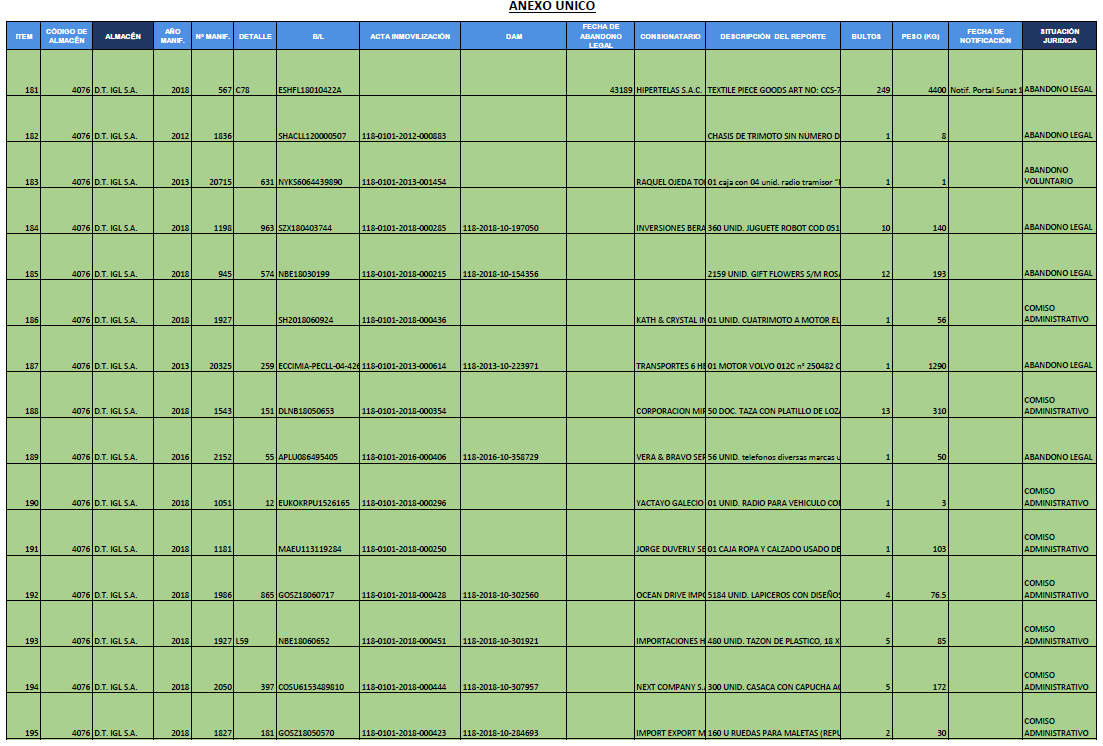 ANEXO UNICO
ITEM CÓDIGO DE ALMACÉN ALMACÉN AÑO MANIF. Nº MANIF. DETALLE B/L ACTA INMOVILIZACIÓN DAM FECHA DE ABANDONO LEGAL CONSIGNATARIO DESCRIPCIÓN DEL REPORTE BULTOS PESO (KG) FECHA DE NOTIFICACIÓN SITUACIÓN JURIDICA
181 4076 D.T. IGL S.A. 2018 567 C78 ESHFL18010422A 43189 HIPERTELAS S.A.C. TEXTILE PIECE GOODS ART NO: CCS-7 249 4400 Notif. Portal Sunat 1 ABANDONO LEGAL
182 4076 D.T. IGL S.A. 2012 1836 SHACLL120000507 118-0101-2012-000883 CHASIS DE TRIMOTO SIN NUMERO D 1 8 ABANDONO LEGAL
183 4076 D.T. IGL S.A. 2013 20715 631 NYKS6064439890 118-0101-2013-001454 RAQUEL OJEDA TO 01 caja con 04 unid. radio tramisor 1 1 ABANDONO VOLUNTARIO
184 4076 D.T. IGL S.A. 2018 1198 963 SZX180403744 118-0101-2018-000285 118-2018-10-197050 INVERSIONES BERA 360 UNID. JUGUETE ROBOT COD 051 10 140 ABANDONO LEGAL
185 4076 D.T. IGL S.A. 2018 945 574 NBE18030199 118-0101-2018-000215 118-2018-10-154356 2159 UNID. GIFT FLOWERS S/M ROSA 12 193 ABANDONO LEGAL
186 4076 D.T. IGL S.A. 2018 1927 SH2018060924 118-0101-2018-000436 KATH & CRYSTAL IN 01 UNID. CUATRIMOTO A MOTOR EL 1 56 COMISO ADMINISTRATIVO
187 4076 D.T. IGL S.A. 2013 20325 259 ECCIMIA-PECLL-04-426 118-0101-2013-000614 118-2013-10-223971 TRANSPORTES 6 HE 01 MOTOR VOLVO 012C nº 250482 C 1 1290 ABANDONO LEGAL
188 4076 D.T. IGL S.A. 2018 1543 151 DLNB18050653 118-0101-2018-000354 CORPORACION MIR 50 DOC. TAZA CON PLATILLO DE LOZA 13 310 COMISO ADMINISTRATIVO
189 4076 D.T. IGL S.A. 2016 2152 55 APLU086495405 118-0101-2016-000406 118-2016-10-358729 VERA & BRAVO SER 56 UNID. telefonos diversas marcas u 1 50 ABANDONO LEGAL
190 4076 D.T. IGL S.A. 2018 1051 12 EUKOKRPU1526165 118-0101-2018-000296 YACTAYO GALECIO 01 UNID. RADIO PARA VEHICULO CO 1 3 COMISO ADMINISTRATIVO
191 4076 D.T. IGL S.A. 2018 1181 MAEU113119284 118-0101-2018-000250 JORGE DUVERLY SE 01 CAJA ROPA Y CALZADO USADO DE 1 103 COMISO ADMINISTRATIVO
192 4076 D.T. IGL S.A. 2018 1986 865 GOSZ18060717 118-0101-2018-000428 118-2018-10-302560 OCEAN DRIVE IMPO 5184 UNID. LAPICEROS CON DISEÑOS 4 76.5 COMISO ADMINISTRATIVO
193 4076 D.T. IGL S.A. 2018 1927 L59 NBE18060652 118-0101-2018-000451 118-2018-10-301921 IMPORTACIONES H 480 UNID. TAZON DE PLASTICO, 18 X 5 85 COMISO ADMINISTRATIVO
194 4076 D.T. IGL S.A. 2018 2050 397 COSU6153489810 118-0101-2018-000444 118-2018-10-307957 NEXT COMPANY S. 300 UNID. CASACA CON CAPUCHA AC 5 172 COMISO ADMINISTRATIVO
195 4076 D.T. IGL S.A. 2018 1827 181 GOSZ18050570 118-0101-2018-000423 118-2018-10-284693 IMPORT EXPORT M 160 U RUEDAS PARA MALETAS (REPU 2 30 COMISO ADMINISTRATIVO